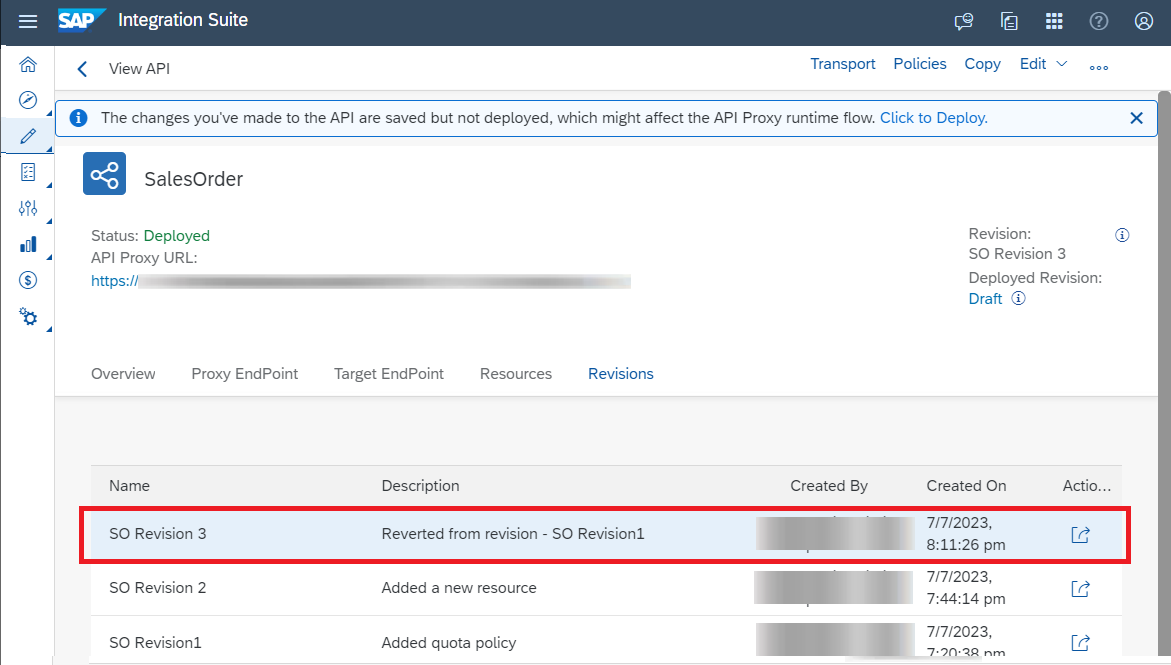 SAP Integration Suite
View API
Transport Policies Copy Edit
The changes you've made to the API are saved but not deployed, which might affect the API Proxy runtime flow. Click to Deploy.
SalesOrder
Status: Deployed
API Proxy URL:
https://
Revision:
SO Revision 3
Deployed Revision:
Draft
Overview Proxy EndPoint Target EndPoint Resources Revisions
Name Description Created By Created On Actio...
SO Revision 3 Reverted from revision - SO Revision1 7/7/2023,
8:11:26 pm
SO Revision 2 Added a new resource 7/7/2023,
7:44:14 pm
SO Revision1 Added quota policy 7/7/2023,
7:20:38 pm